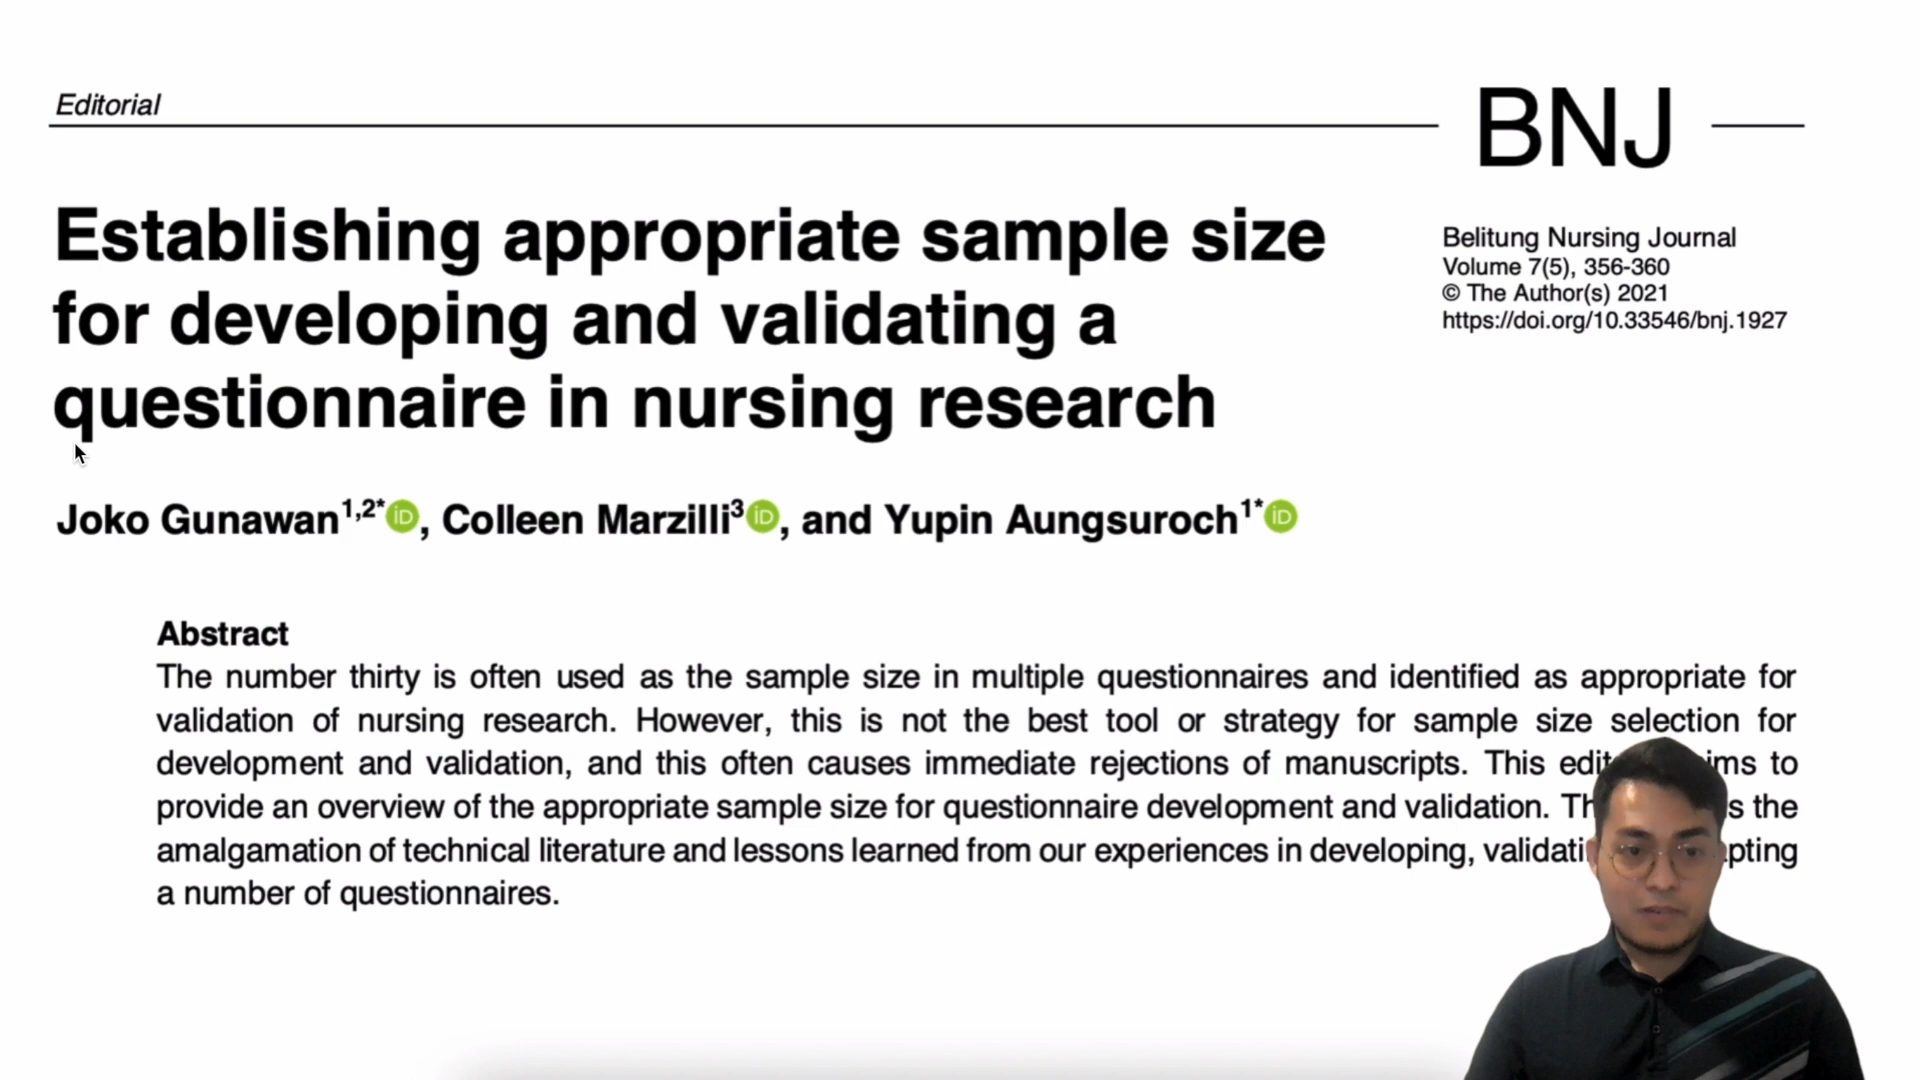 Editorial
BNJ
Establishing appropriate sample size
for developing and validating a
questionnaire in nursing research
Belitung Nursing Journal
Volume 7(5), 356-360
© The Author(s) 2021
https://doi.org/10.33546/bnj.1927
Joko Gunawan1,2* iD, Colleen Marzilli3 iD, and Yupin Aungsuroch1* iD
Abstract
The number thirty is often used as the sample size in multiple questionnaires and identified as appropriate for
validation of nursing research. However, this is not the best tool or strategy for sample size selection for
development and validation, and this often causes immediate rejections of manuscripts. This to
provide an overview of the appropriate sample size for questionnaire development and validation. the
amalgamation of technical literature and lessons learned from our experiences in developing,
a number of questionnaires.